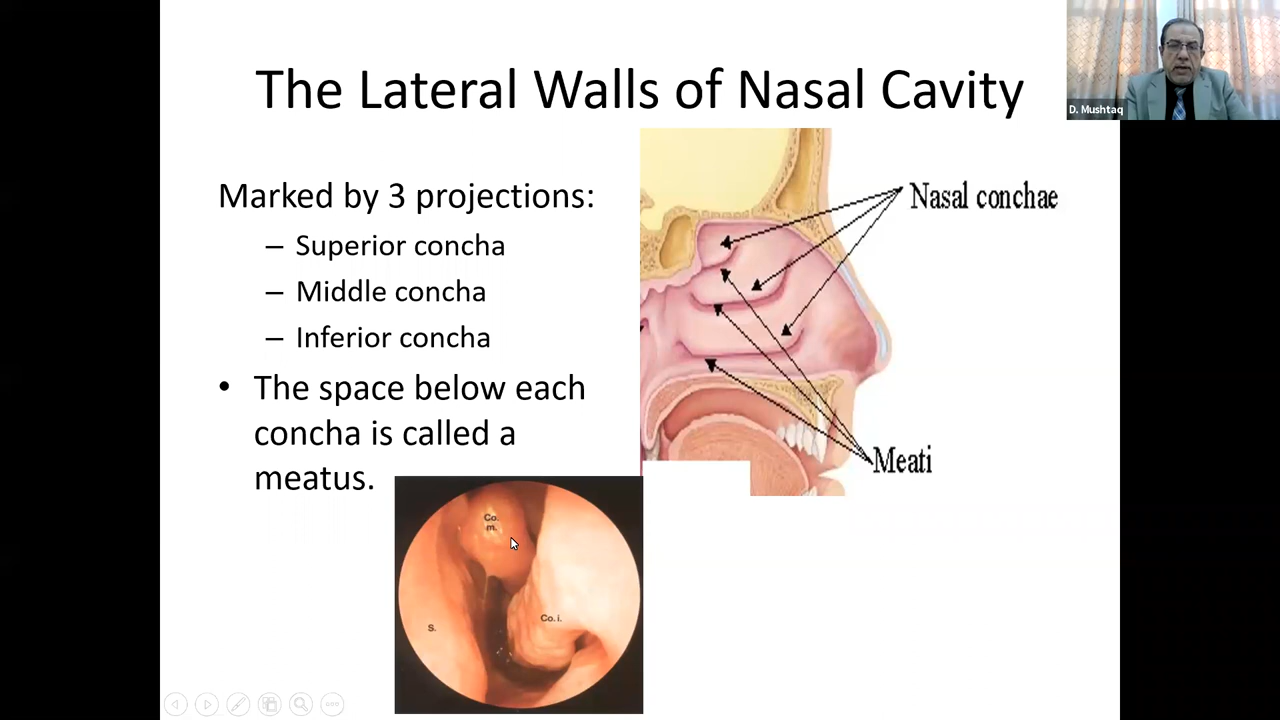 The Lateral Walls of Nasal Cavity
D. Mushtaq
Marked by 3 projections:
– Superior concha
– Middle concha
– Inferior concha
• The space below each
concha is called a
meatus.
Nasal conchae
Meati
Co.
m.
Co. i.
S.